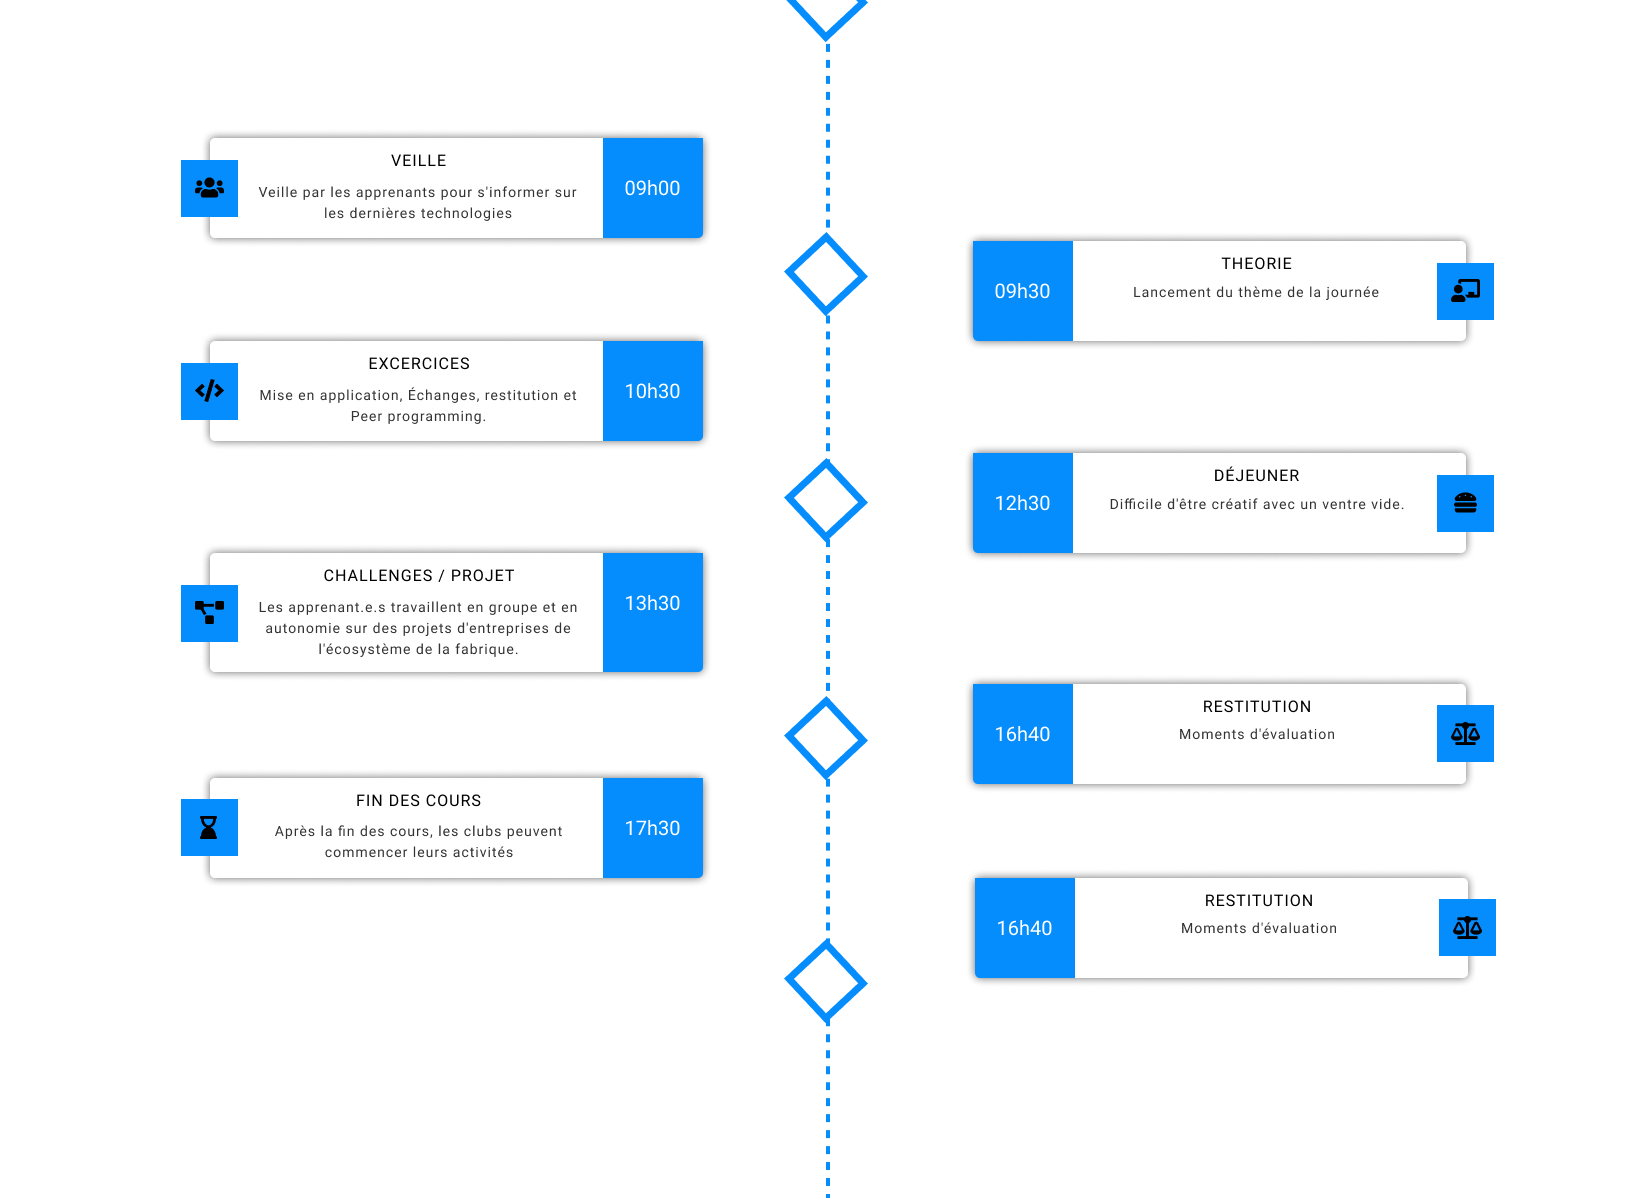 VEILLE
Veille par les apprenants pour s'informer sur
les dernières technologies
09h00
09h30
THEORIE
Lancement du thème de la journée
EXCERCICES
Mise en application, Échanges, restitution et
Peer programming.
10h30
12h30
DÉJEUNER
Difficile d'être créatif avec un ventre vide.
CHALLENGES / PROJET
Les apprenant.e.s travaillent en groupe et en
autonomie sur des projets d'entreprises de
l'écosystème de la fabrique.
13h30
16h40
RESTITUTION
Moments d'évaluation
FIN DES COURS
Après la fin des cours, les clubs peuvent
commencer leurs activités
17h30
16h40
RESTITUTION
Moments d'évaluation